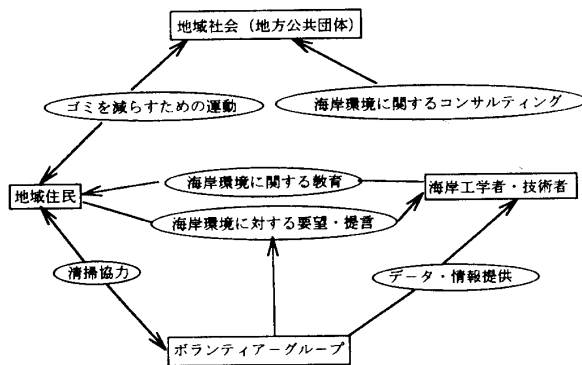 地域社会（地方公共団体）
ゴミを減らすための運動
海岸環境に関するコンサルティング
海岸環境に関する教育
地域住民
海岸工学者・技術者
海岸環境に対する要望・提言
清掃協力
データ・情報提供
ボランティアーグループ